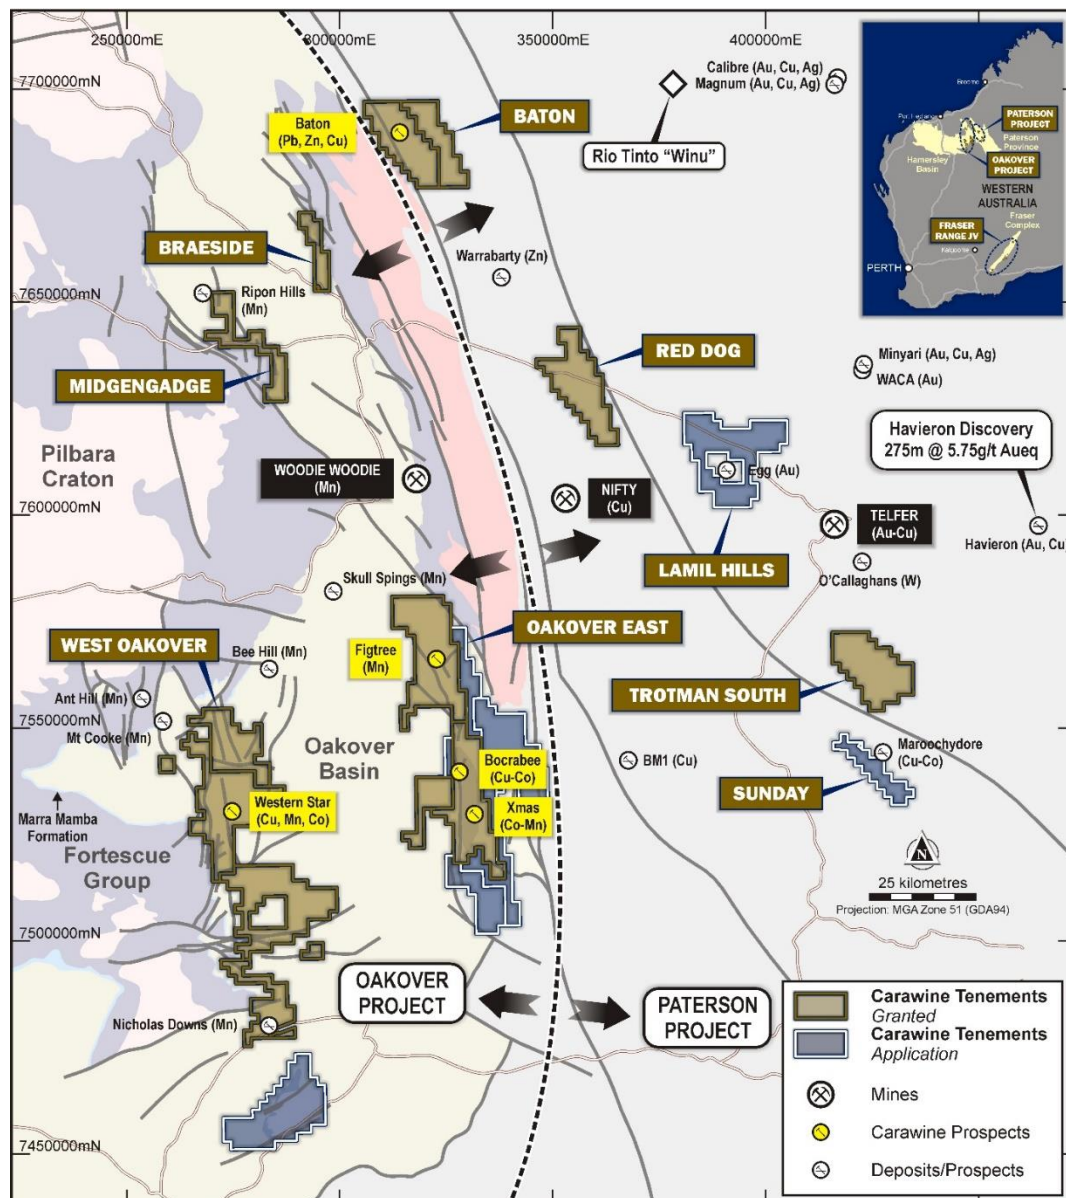 250000mE
300000mE
350000mE
400000mE
7700000mN
Calibre (Au, Cu, Ag)
Magnum (Au, Cu, Ag)
Rio Tinto “Winu”
BATON
Baton
(Pb, Zn, Cu)
Broome
Port Hedland
PATERSON
PROJECT
Paterson
Province
Hamersley
Basin
OAKOVER
PROJECT
WESTERN
AUSTRALIA
Fraser
Complex
FRASER
RANGE JV
Kalgoorlie
PERTH
BRAESIDE
Warrabarty (Zn)
7650000mN
Ripon Hills
(Mn)
MIDGENGADGE
RED DOG
Minyari (Au, Cu, Ag)
WACA (Au)
Havieron Discovery
275m @ 5.75g/t Aueq
Pilbara
Craton
WOODIE WOODIE
(Mn)
NIFTY
(Cu)
Egg (Au)
7600000mN
TELFER
(Au-Cu)
Havieron (Au, Cu)
LAMIL HILLS
O’Callaghans (W)
Skull Spings (Mn)
OAKOVER EAST
WEST OAKOVER
Bee Hill (Mn)
Figtree
(Mn)
Ant Hill (Mn)
Mt Cooke (Mn)
7550000mN
TROTMAN SOUTH
Oakover
Basin
Bocrabee
(Cu-Co)
BM1 (Cu)
Maroochydore
(Cu-Co)
SUNDAY
Western Star
(Cu, Mn, Co)
Xmas
(Co-Mn)
Marra Mamba
Formation
Fortescue
Group
N
25 kilometres
Projection: MGA Zone 51 (GDA94)
7500000mN
OAKOVER
PROJECT
PATERSON
PROJECT
Nicholas Downs (Mn)
7450000mN
Carawine Tenements
Granted
Carawine Tenements
Application
Mines
Carawine Prospects
Deposits/Prospects